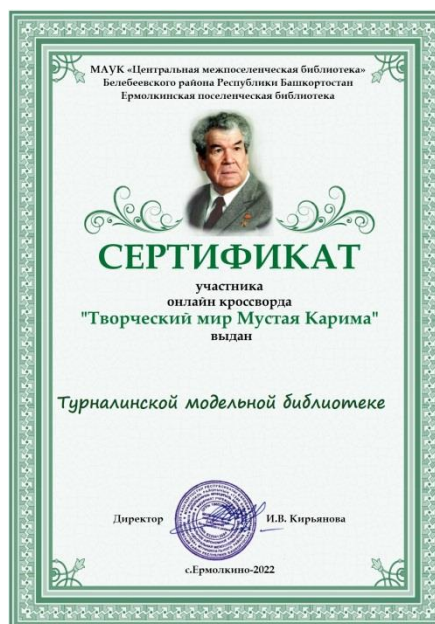 МАУК «Центральная межпоселенческая библиотека»
Белебеевского района Республики Башкортостан
Ермолкинская поселенческая библиотека
СЕРТИФИКАТ
участника
онлайн кроссворда
"Творческий мир Мустая Карима"
выдан
Турналинской модельной библиотеке
Директор И.В. Кирьянова
с.Ермолкино-2022